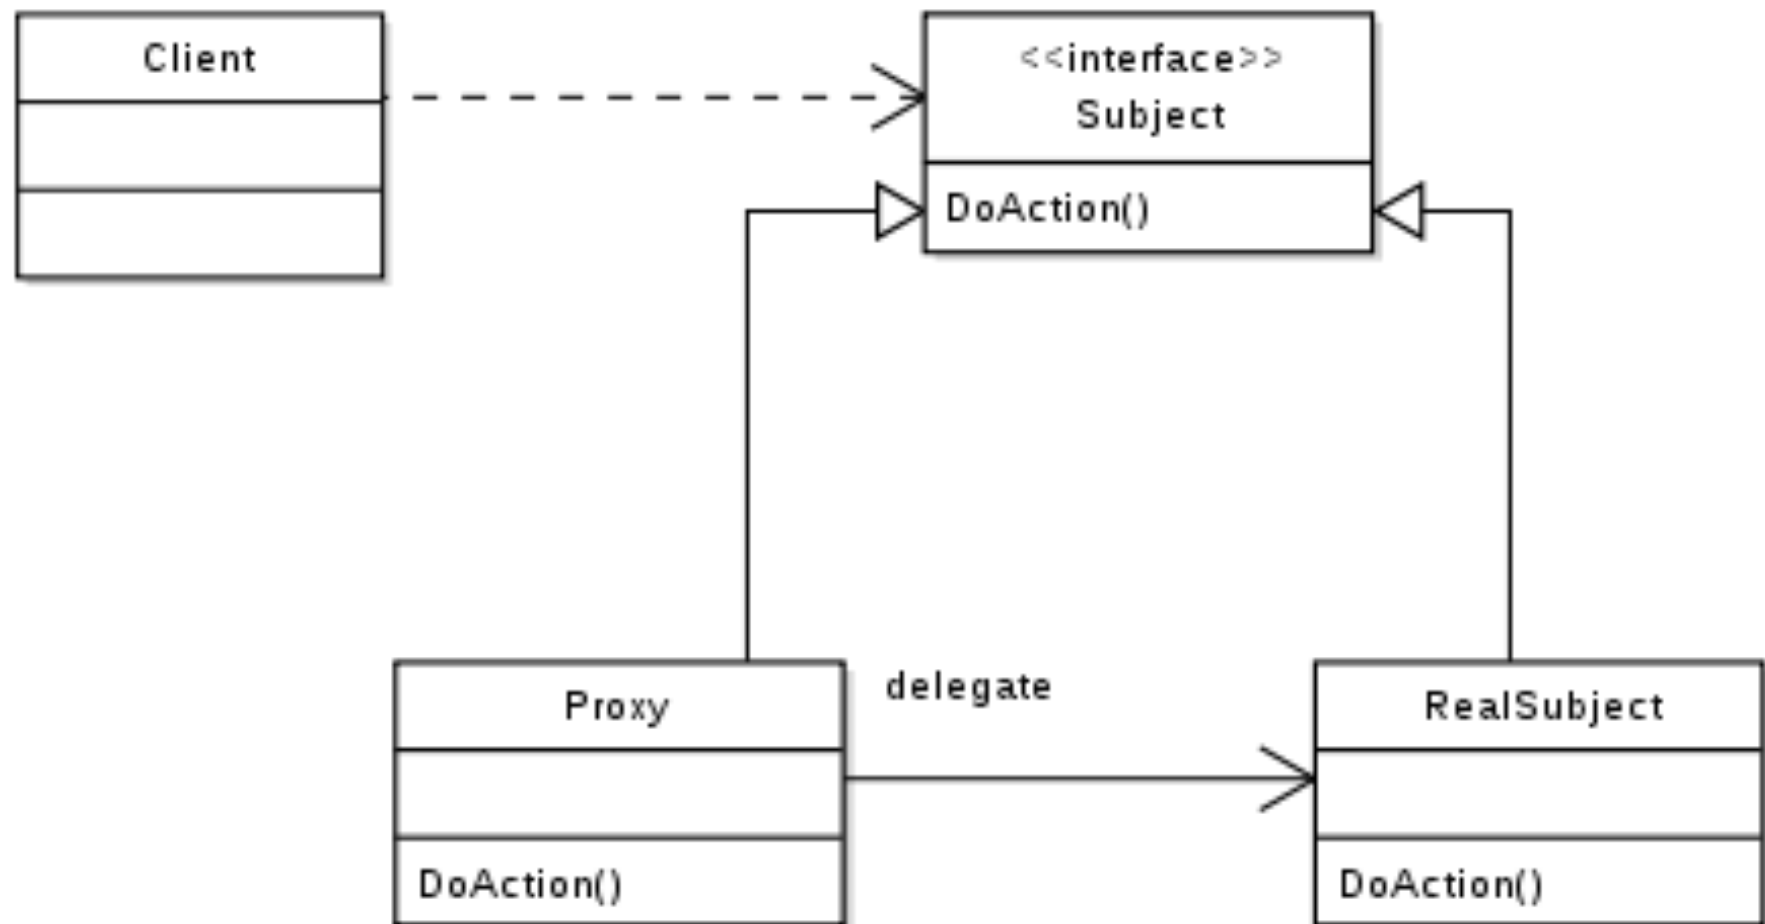 Client
<<interface>>
Subject
DoAction()
Proxy
delegate
RealSubject
DoAction()
DoAction()